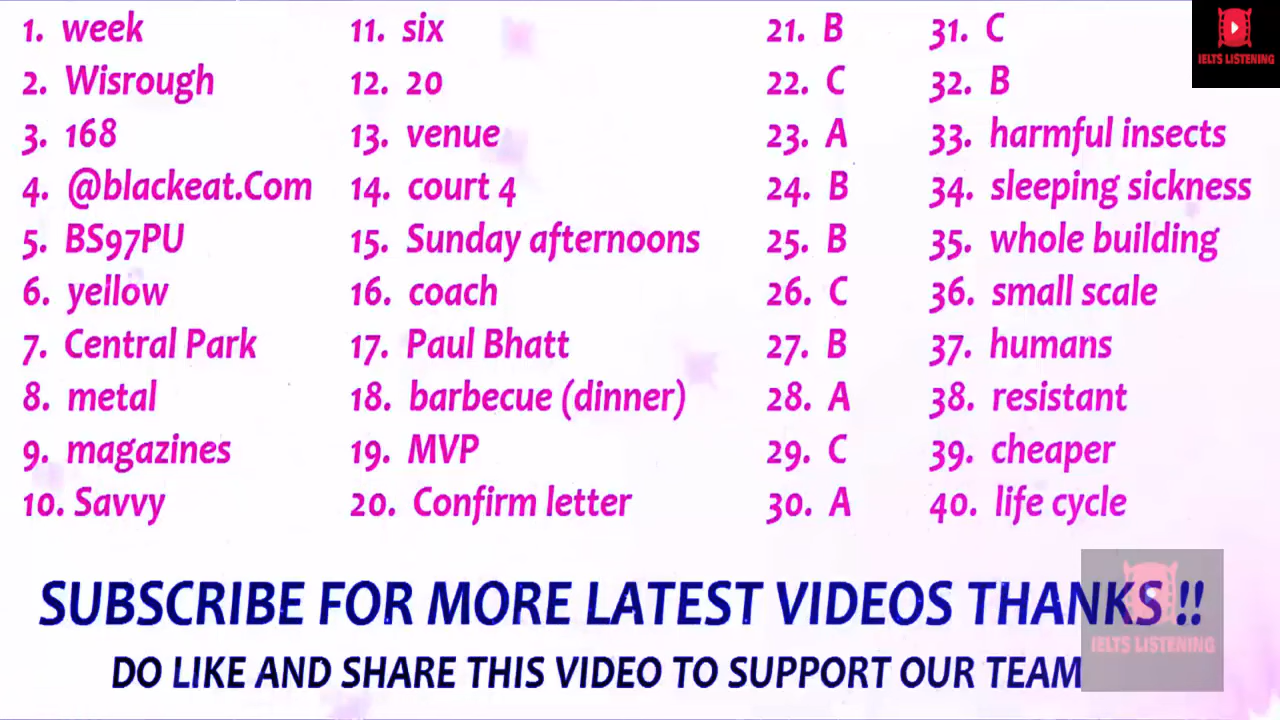 1. week
2. Wisrough
3. 168
4. @blackeat.Com
5. BS97PU
6. yellow
7. Central Park
8. metal
9. magazines
10. Savvy
11. six
12. 20
13. venue
14. court 4
15. Sunday afternoons
16. coach
17. Paul Bhatt
18. barbecue (dinner)
19. MVP
20. Confirm letter
21. B
22. C
23. A
24. B
25. B
26. C
27. B
28. A
29. C
30. A
31. C
32. B
33. harmful insects
34. sleeping sickness
35. whole building
36. small scale
37. humans
38. resistant
39. cheaper
40. life cycle
IELTS LISTENING
SUBSCRIBE FOR MORE LATEST VIDEOS THANKS !!
DO LIKE AND SHARE THIS VIDEO TO SUPPORT OUR TEAM
IELTS LISTENING